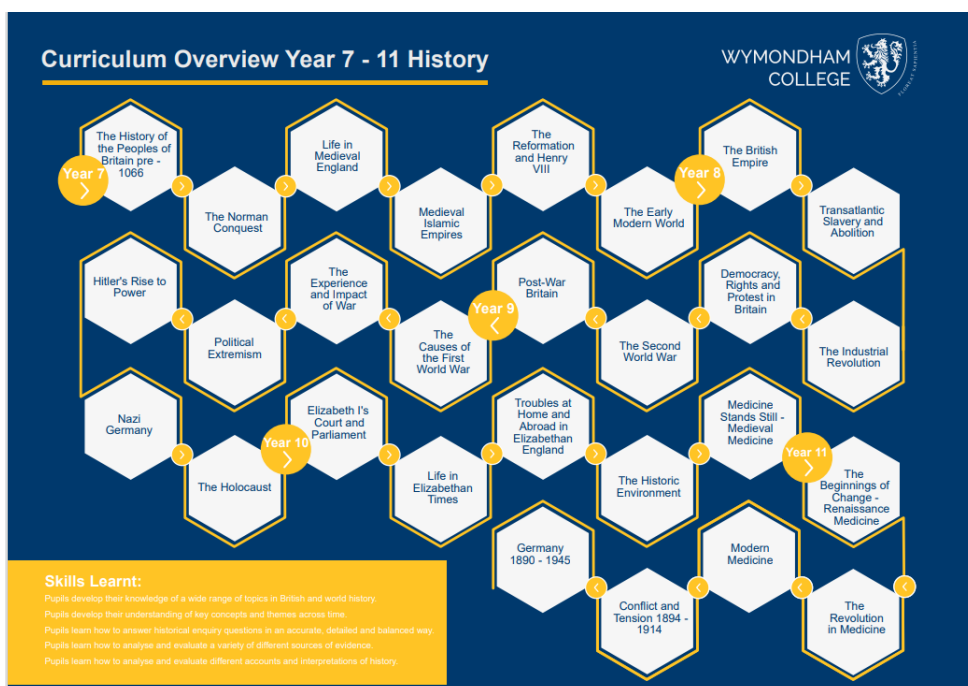 Curriculum Overview Year 7 - 11 History
WYMONDHAM
COLLEGE
FLOREAT SAPIENTIA
The History of
the Peoples of
Britain pre -
1066
Year 7
The Norman
Conquest
Life in
Medieval
England
Medieval
Islamic
Empires
The
Reformation
and Henry
VIII
The Early
Modern World
Year 8
The British
Empire
Transatlantic
Slavery and
Abolition
The Industrial
Revolution
Democracy,
Rights and
Protest in
Britain
The Second
World War
Post-War
Britain
Year 9
The
Causes of
the First
World War
The
Experience
and Impact
of War
Political
Extremism
Hitler's Rise to
Power
Nazi
Germany
The Holocaust
Year 10
Elizabeth I's
Court and
Parliament
Life in
Elizabethan
Times
Troubles at
Home and
Abroad in
Elizabethan
England
The Historic
Environment
Medicine
Stands Still -
Medieval
Medicine
Year 11
The
Beginnings of
Change -
Renaissance
Medicine
The
Revolution
in Medicine
Modern
Medicine
Conflict and
Tension 1894 -
1914
Germany
1890 - 1945
Skills Learnt:
Pupils develop their knowledge of a wide range of topics in British and world history.
Pupils develop their understanding of key concepts and themes across time.
Pupils learn how to answer historical enquiry questions in an accurate, detailed and balanced way.
Pupils learn how to analyse and evaluate a variety of different sources of evidence.
Pupils learn how to analyse and evaluate different accounts and interpretations of history.